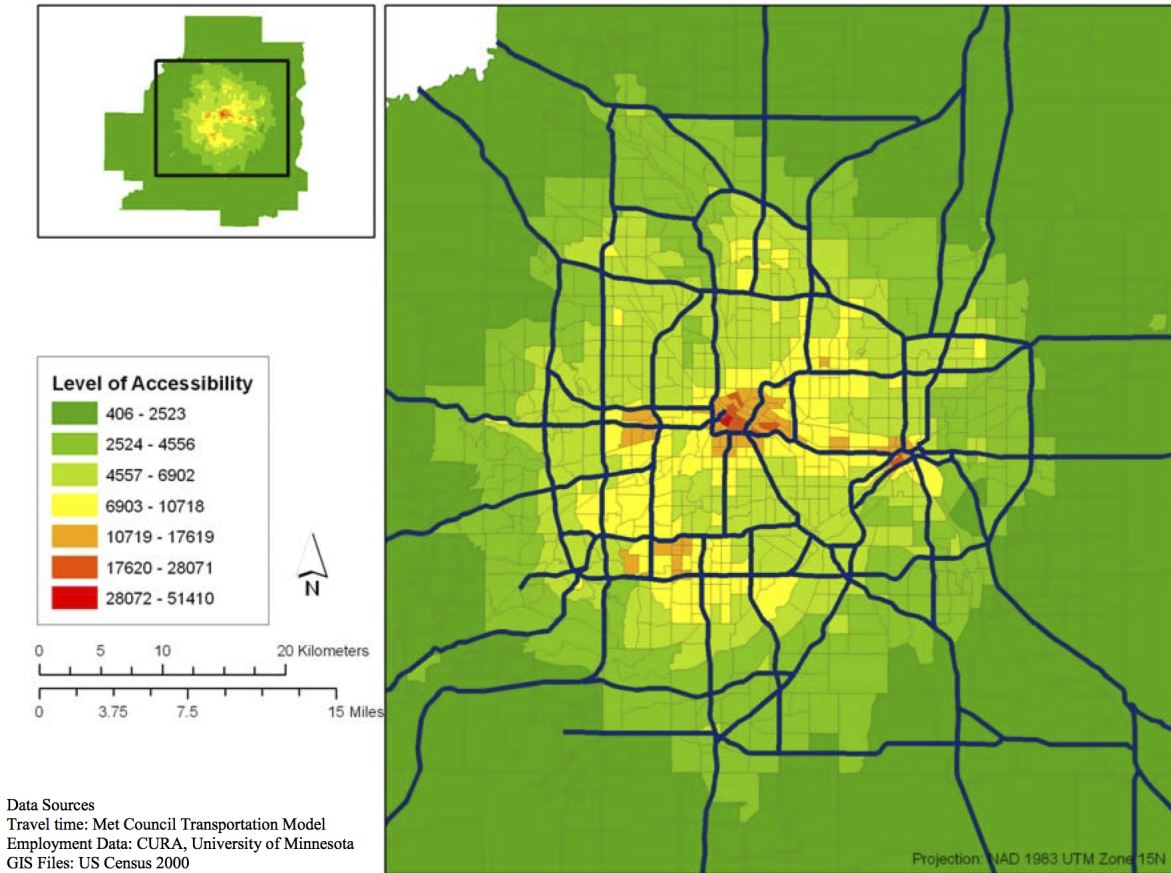 Level of Accessibility
406 - 2523
2524 - 4556
4557 - 6902
6903 - 10718
10719 - 17619
17620 - 28071
28072 - 51410
N
0 5 10 20 Kilometers
0 3.75 7.5 15 Miles
Data Sources
Travel time: Met Council Transportation Model
Employment Data: CURA, University of Minnesota
GIS Files: US Census 2000
Projection: NAD 1983 UTM Zone 15N